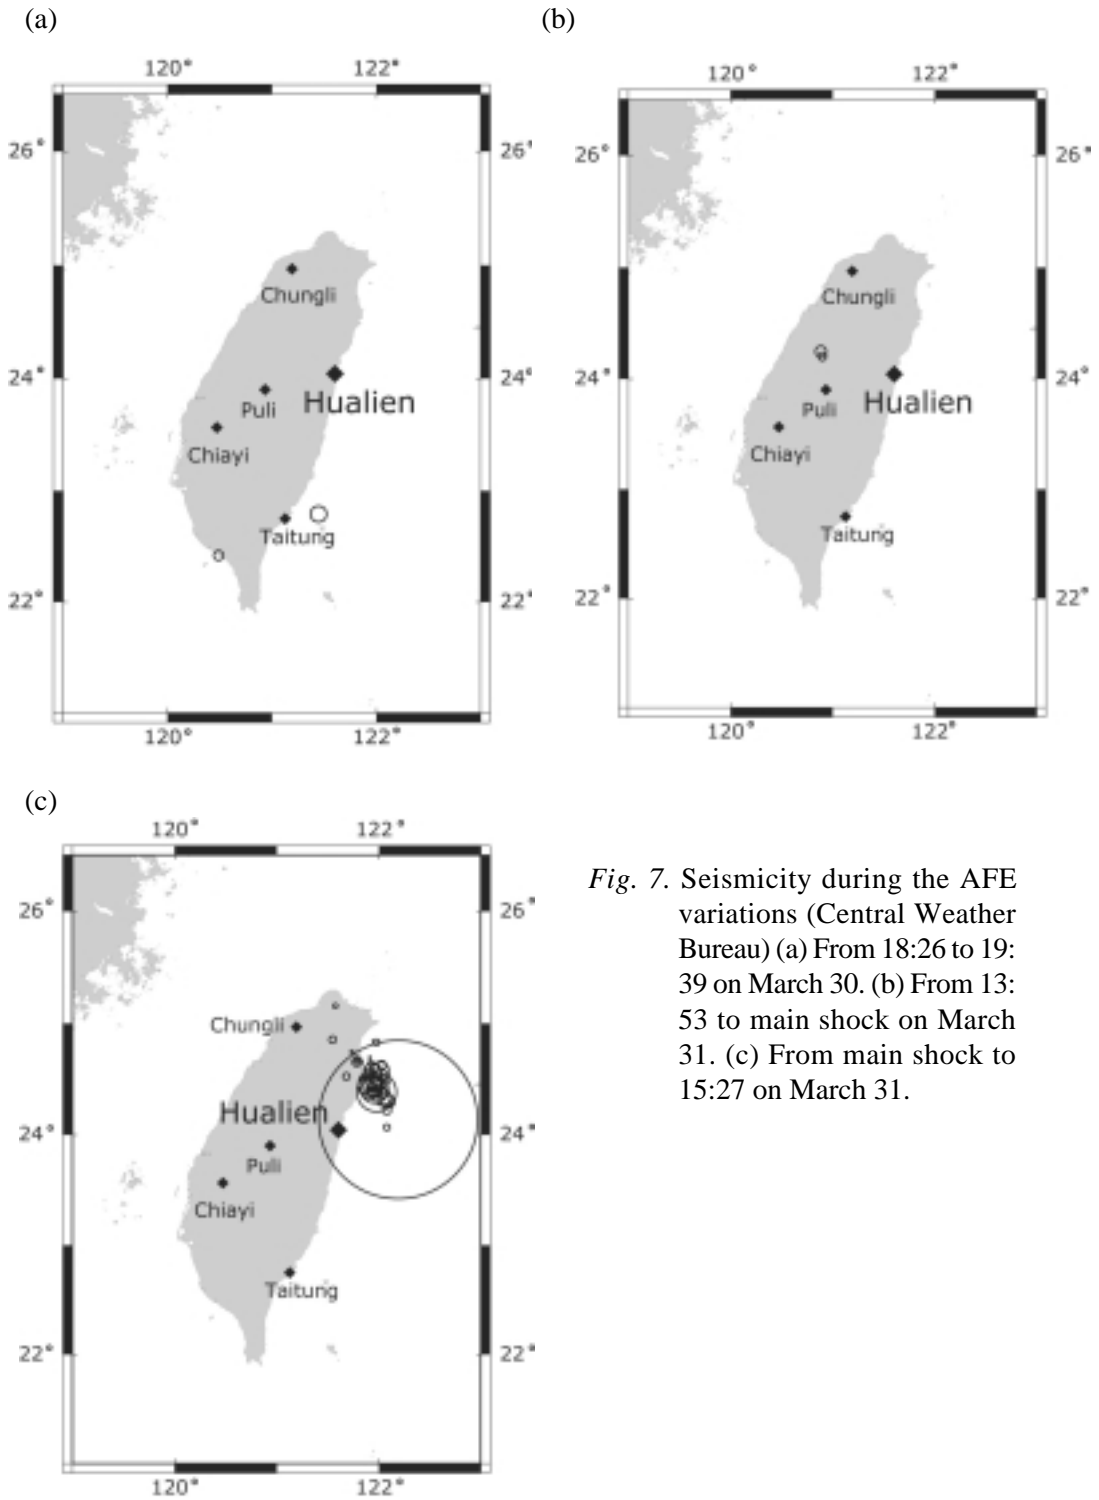 (a)
(b)
120° 122°
26° 26°
Chungli
24° 24°
Puli Hualien
Chiayi
Taitung
22° 22°
120° 122°
120° 122°
26° 26°
Chungli
24° 24°
Puli Hualien
Chiayi
Taitung
22° 22°
120° 122°
(c)
120° 122°
26° 26°
Chungli
Hualien
24° 24°
Puli
Chiayi
Taitung
22° 22°
120° 122°
Fig. 7. Seismicity during the AFE
variations (Central Weather
Bureau) (a) From 18:26 to 19:
39 on March 30. (b) From 13:
53 to main shock on March
31. (c) From main shock to
15:27 on March 31.